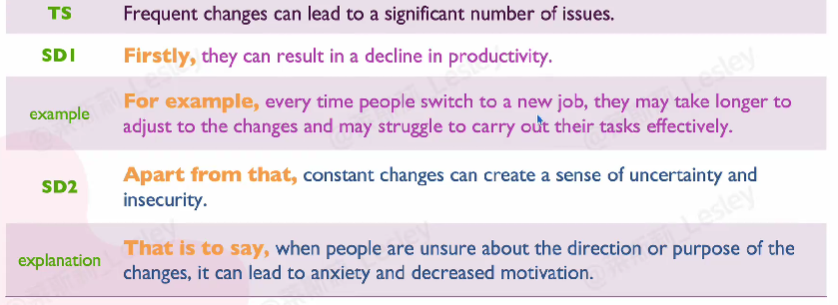 TS Frequent changes can lead to a significant number of issues.
SD1 Firstly, they can result in a decline in productivity.
example For example, every time people switch to a new job, they may take longer to
adjust to the changes and may struggle to carry out their tasks effectively.
SD2 Apart from that, constant changes can create a sense of uncertainty and
insecurity.
explanation That is to say, when people are unsure about the direction or purpose of the
changes, it can lead to anxiety and decreased motivation.